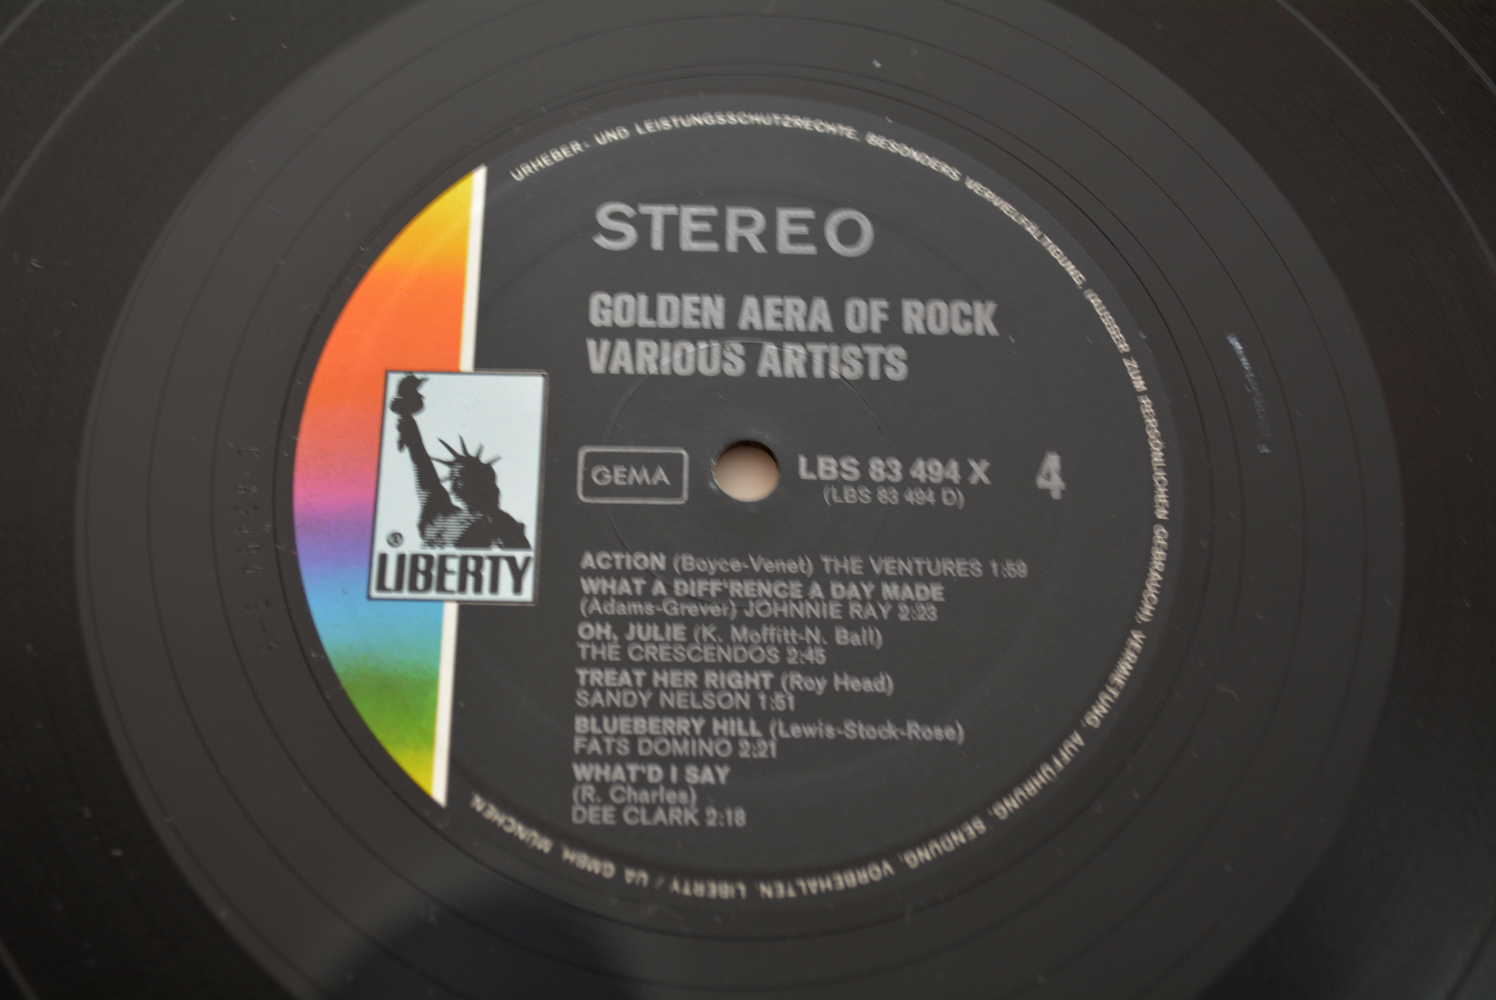 URHEBER- UND LEISTUNGSSCHUTZRECHTE, BESONDERS VERVIELFÄLTIGUNG, (AUSSER ZUM PERSÖNLICHEN GEBRAUCH), VERMIETUNG, AUFFÜHRUNG, SENDUNG, VORBEHALTEN. LIBERTY / UA GMBH, MÜNCHEN
STEREO
GOLDEN AERA OF ROCK
VARIOUS ARTISTS
GEMA
LBS 83 494 X
4
(LBS 83 494 D)
®
LIBERTY
ACTION (Boyce-Venet) THE VENTURES 1:59
WHAT A DIFF'RENCE A DAY MADE
(Adams-Grever) JOHNNIE RAY 2:23
OH, JULIE (K. Moffitt-N. Ball)
THE CRESCENDOS 2:45
TREAT HER RIGHT (Roy Head)
SANDY NELSON 1:51
BLUEBERRY HILL (Lewis-Stock-Rose)
FATS DOMINO 2:21
WHAT'D I SAY
(R. Charles)
DEE CLARK 2:18